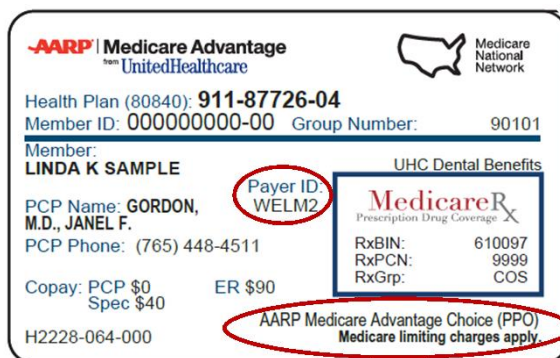 AARP | Medicare Advantage
from UnitedHealthcare
Medicare
National
Network
Health Plan (80840): 911-87726-04
Member ID: 000000000-00 Group Number: 90101
Member:
LINDA K SAMPLE
UHC Dental Benefits
Payer ID:
WELM2
PCP Name: GORDON,
M.D., JANEL F.
PCP Phone: (765) 448-4511
MedicareRx
Prescription Drug Coverage
RxBIN: 610097
RxPCN: 9999
RxGrp: COS
Copay: PCP $0 ER $90
Spec $40
AARP Medicare Advantage Choice (PPO)
H2228-064-000
Medicare limiting charges apply.